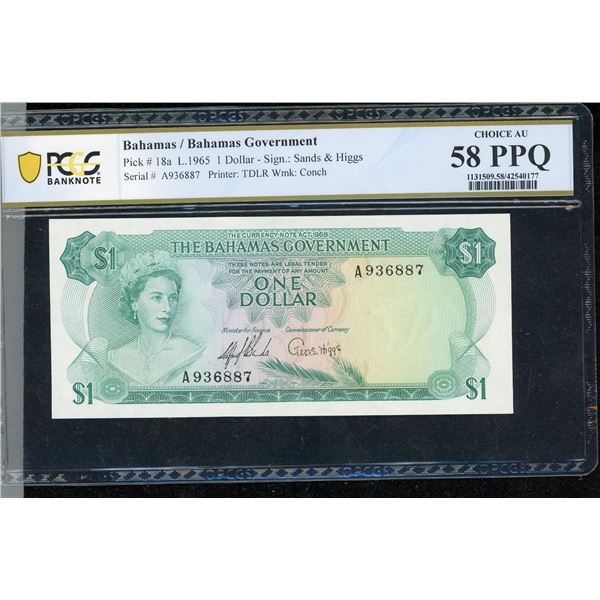 PCGS
BANKNOTE
Bahamas / Bahamas Government
Pick # 18a L.1965 1 Dollar - Sign.: Sands & Higgs
Serial # A936887 Printer: TDLR Wmk: Conch
CHOICE AU
58 PPQ
1131509.58/42540177
THE CURRENCY NOTE ACT, 1965
THE BAHAMAS GOVERNMENT
THESE NOTES ARE LEGAL TENDER
FOR THE PAYMENT OF ANY AMOUNT
$1
$1
A936887
ONE
DOLLAR
Minister for Finance
Commissioner of Currency
A936887
$1
$1